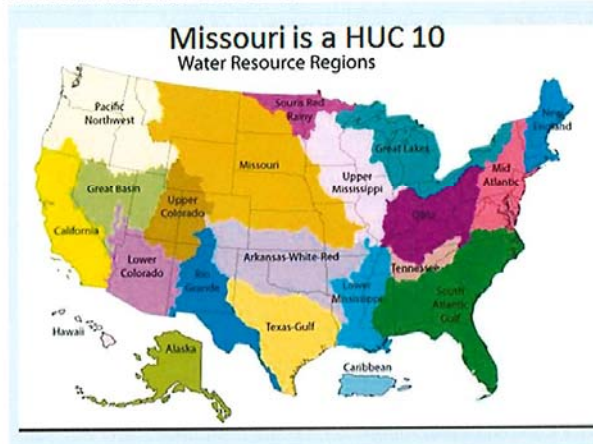 Missouri is a HUC 10
Water Resource Regions
Pacific
Northwest
Souris Red
Rainy
New
England
Great Lakes
Missouri
Upper
Mississippi
Mid
Atlantic
Great Basin
Upper
Colorado
Ohio
California
Lower
Colorado
Arkansas-White-Red
Tennessee
Rio
Grande
Lower
Mississippi
South
Atlantic
Gulf
Texas-Gulf
Hawaii
Alaska
Caribbean